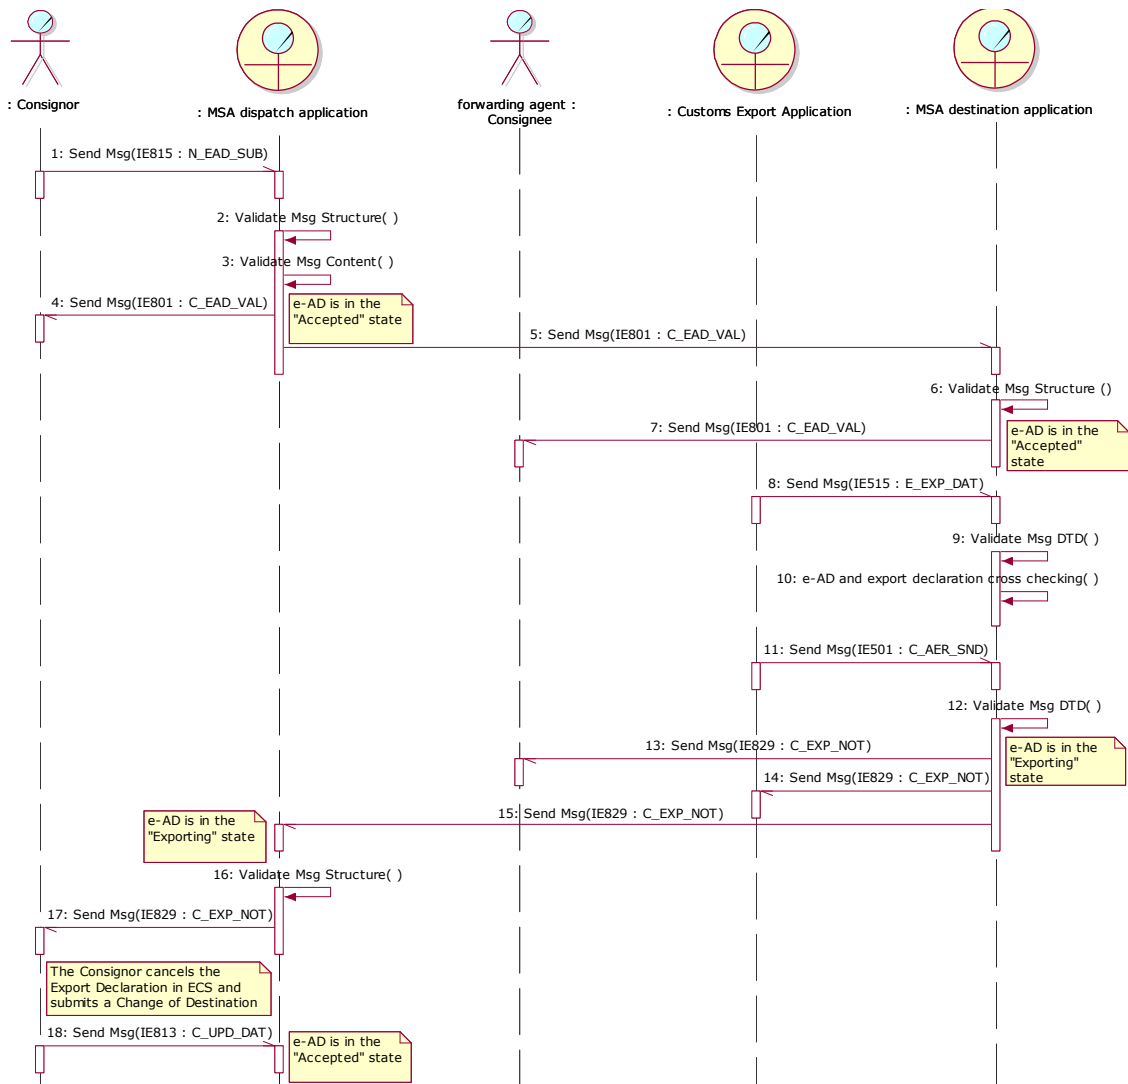 : Consignor
: MSA dispatch application
forwarding agent :
Consignee
: Customs Export Application
: MSA destination application
1: Send Msg(IE815 : N_EAD_SUB)
2: Validate Msg Structure( )
3: Validate Msg Content( )
4: Send Msg(IE801 : C_EAD_VAL)
e-AD is in the
"Accepted" state
5: Send Msg(IE801 : C_EAD_VAL)
6: Validate Msg Structure ()
7: Send Msg(IE801 : C_EAD_VAL)
e-AD is in the
"Accepted"
state
8: Send Msg(IE515 : E_EXP_DAT)
9: Validate Msg DTD( )
10: e-AD and export declaration cross checking( )
11: Send Msg(IE501 : C_AER_SND)
12: Validate Msg DTD( )
13: Send Msg(IE829 : C_EXP_NOT)
e-AD is in the
"Exporting"
state
14: Send Msg(IE829 : C_EXP_NOT)
15: Send Msg(IE829 : C_EXP_NOT)
e-AD is in the
"Exporting" state
16: Validate Msg Structure( )
17: Send Msg(IE829 : C_EXP_NOT)
The Consignor cancels the
Export Declaration in ECS and
submits a Change of Destination
18: Send Msg(IE813 : C_UPD_DAT)
e-AD is in the
"Accepted" state